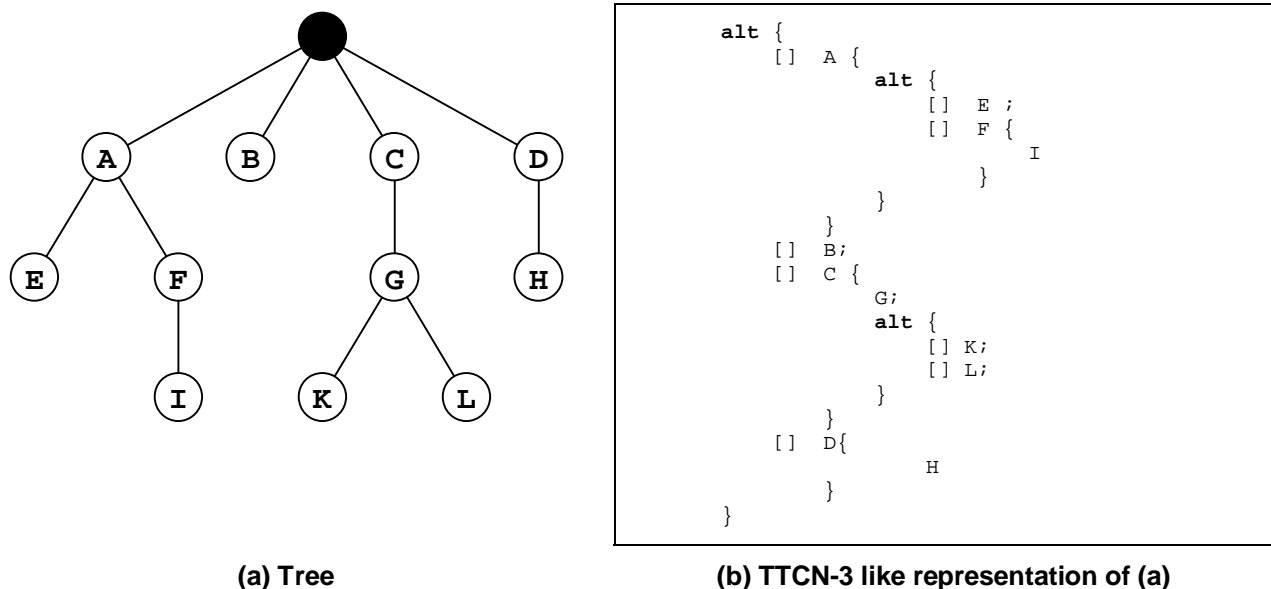 A B C D
E F G H
I K L
alt {
[] A {
alt {
[] E ;
[] F {
I
}
}
}
[] B;
[] C {
G;
alt {
[] K;
[] L;
}
}
[] D{
H
}
}
(a) Tree
(b) TTCN-3 like representation of (a)